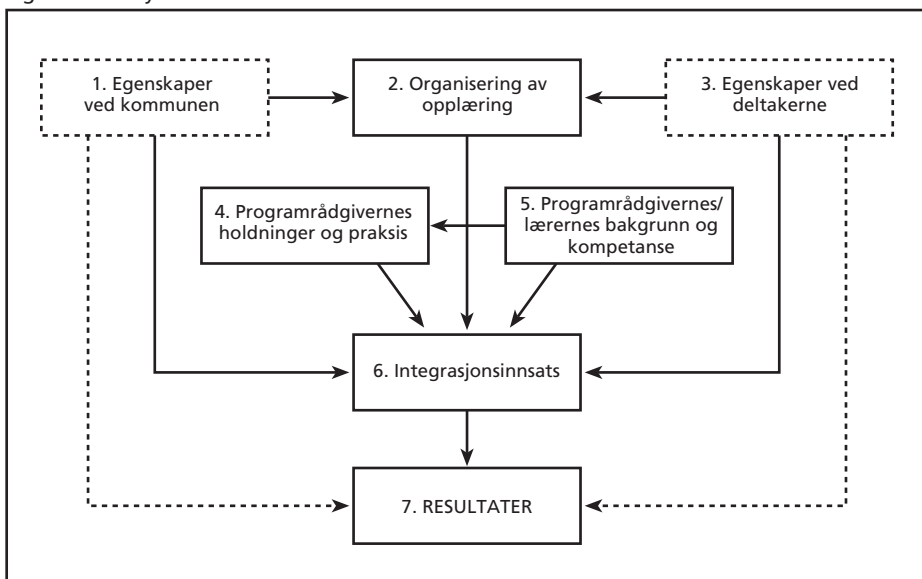 1. Egenskaper
ved kommunen
2. Organisering av
opplæring
3. Egenskaper ved
deltakerne
4. Programrådgivernes
holdninger og praksis
5. Programrådgivernes/
lærernes bakgrunn og
kompetanse
6. Integrasjonsinnsats
7. RESULTATER